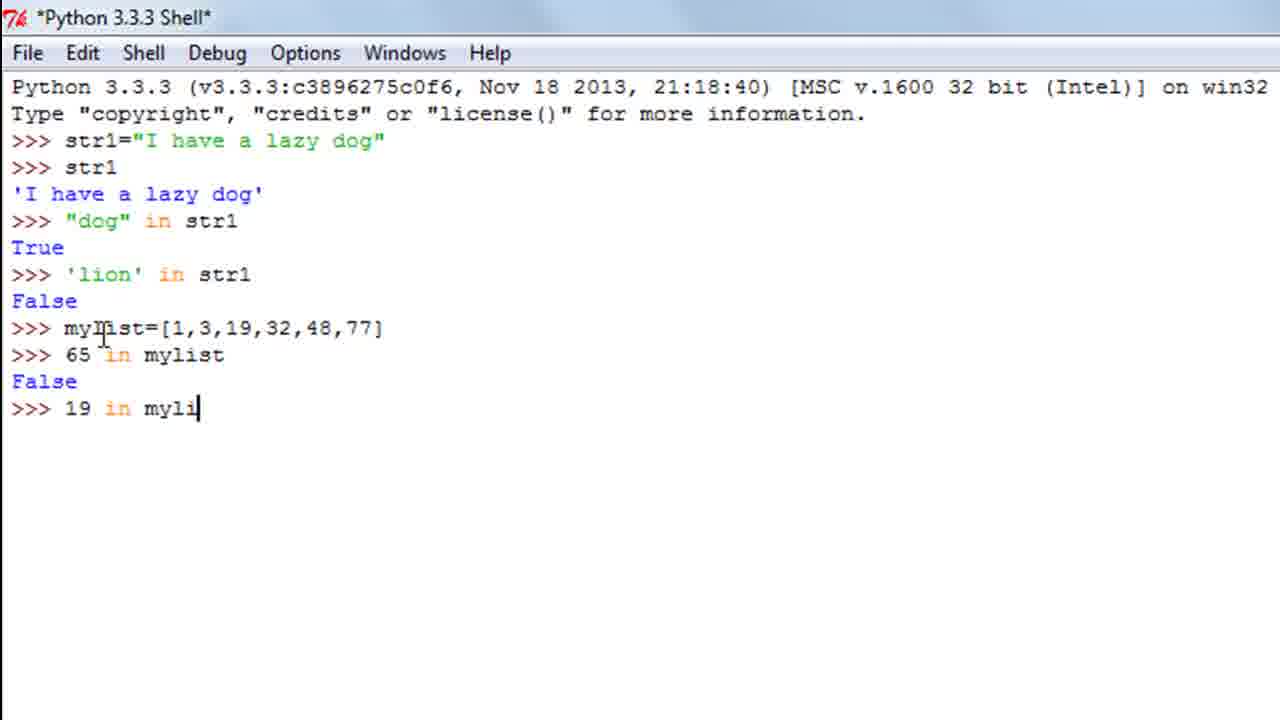 *Python 3.3.3 Shell*
File Edit Shell Debug Options Windows Help
Python 3.3.3 (v3.3.3:c3896275c0f6, Nov 18 2013, 21:18:40) [MSC v.1600 32 bit (Intel)] on win32
Type "copyright", "credits" or "license()" for more information.
>>> str1="I have a lazy dog"
>>> str1
'I have a lazy dog'
>>> "dog" in str1
True
>>> 'lion' in str1
False
>>> mylist=[1,3,19,32,48,77]
>>> 65 in mylist
False
>>> 19 in myli